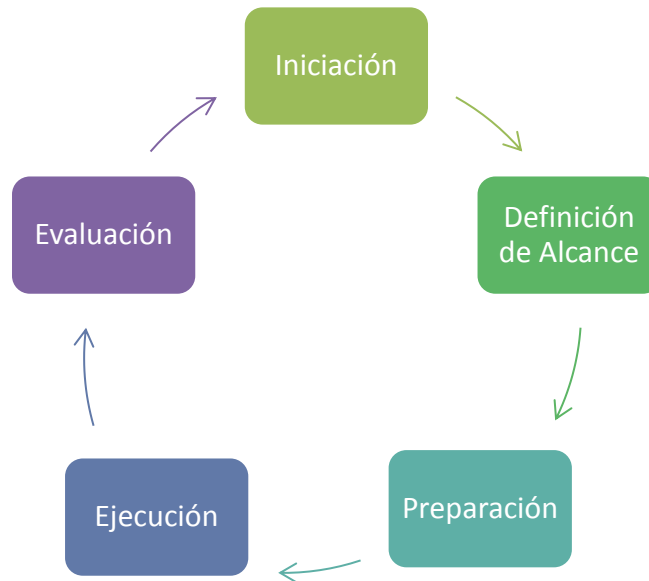 Iniciación
Definición
de Alcance
Preparación
Ejecución
Evaluación